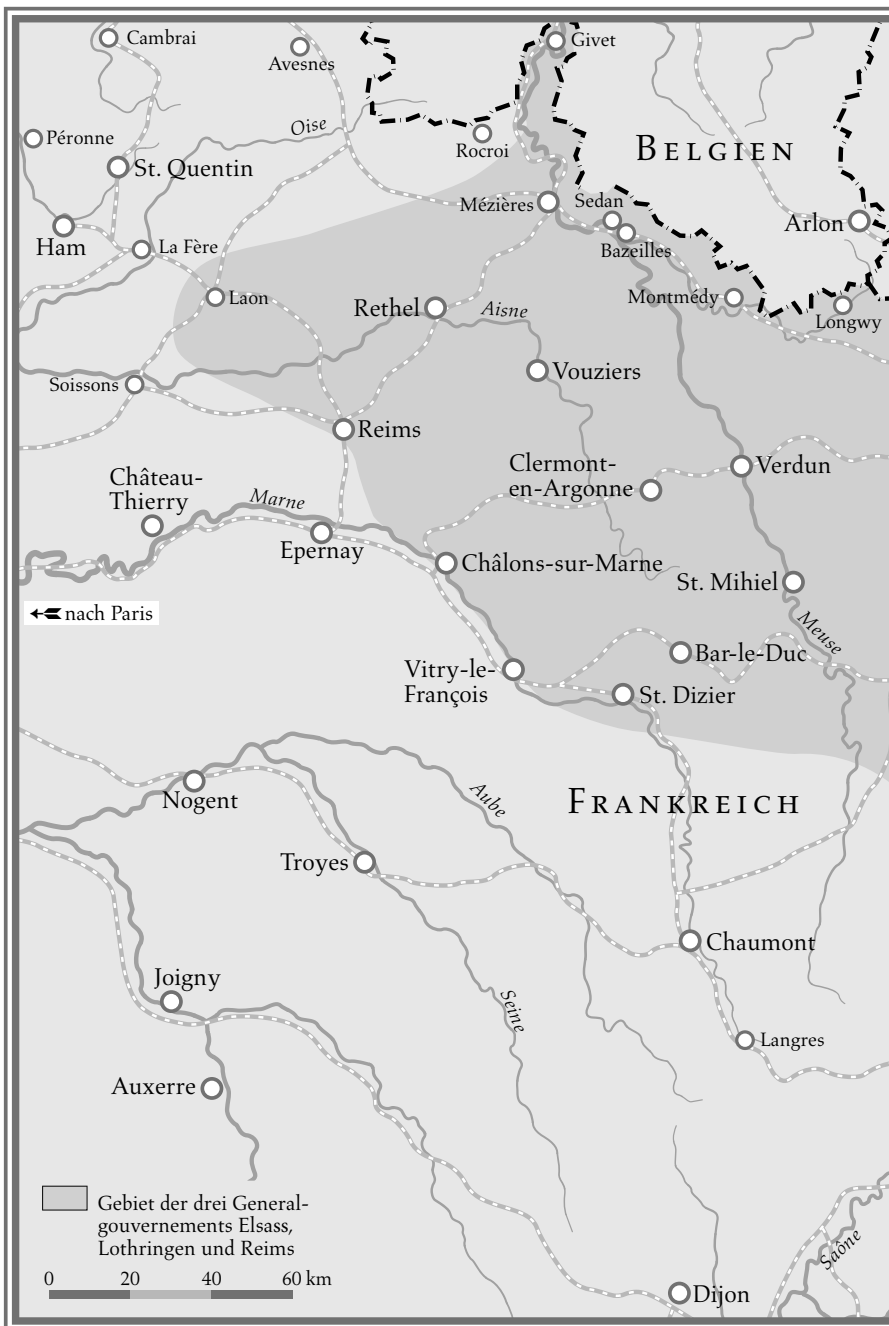 Cambrai
Avesnes
Givet
Péronne
Oise
Rocroi
BELGIEN
St. Quentin
Mézières
Sedan
Bazeilles
Arlon
Ham
La Fère
Laon
Rethel
Aisne
Montmédy
Longwy
Soissons
Vouziers
Reims
Clermont-
en-Argonne
Verdun
Château-
Thierry
Marne
Epernay
Châlons-sur-Marne
St. Mihiel
nach Paris
Meuse
Bar-le-Duc
Vitry-le-
François
St. Dizier
Nogent
Aube
FRANKREICH
Troyes
Chaumont
Joigny
Seine
Langres
Auxerre
Gebiet der drei General-
gouvernements Elsass,
Lothringen und Reims
0 20 40 60 km
Saône
Dijon